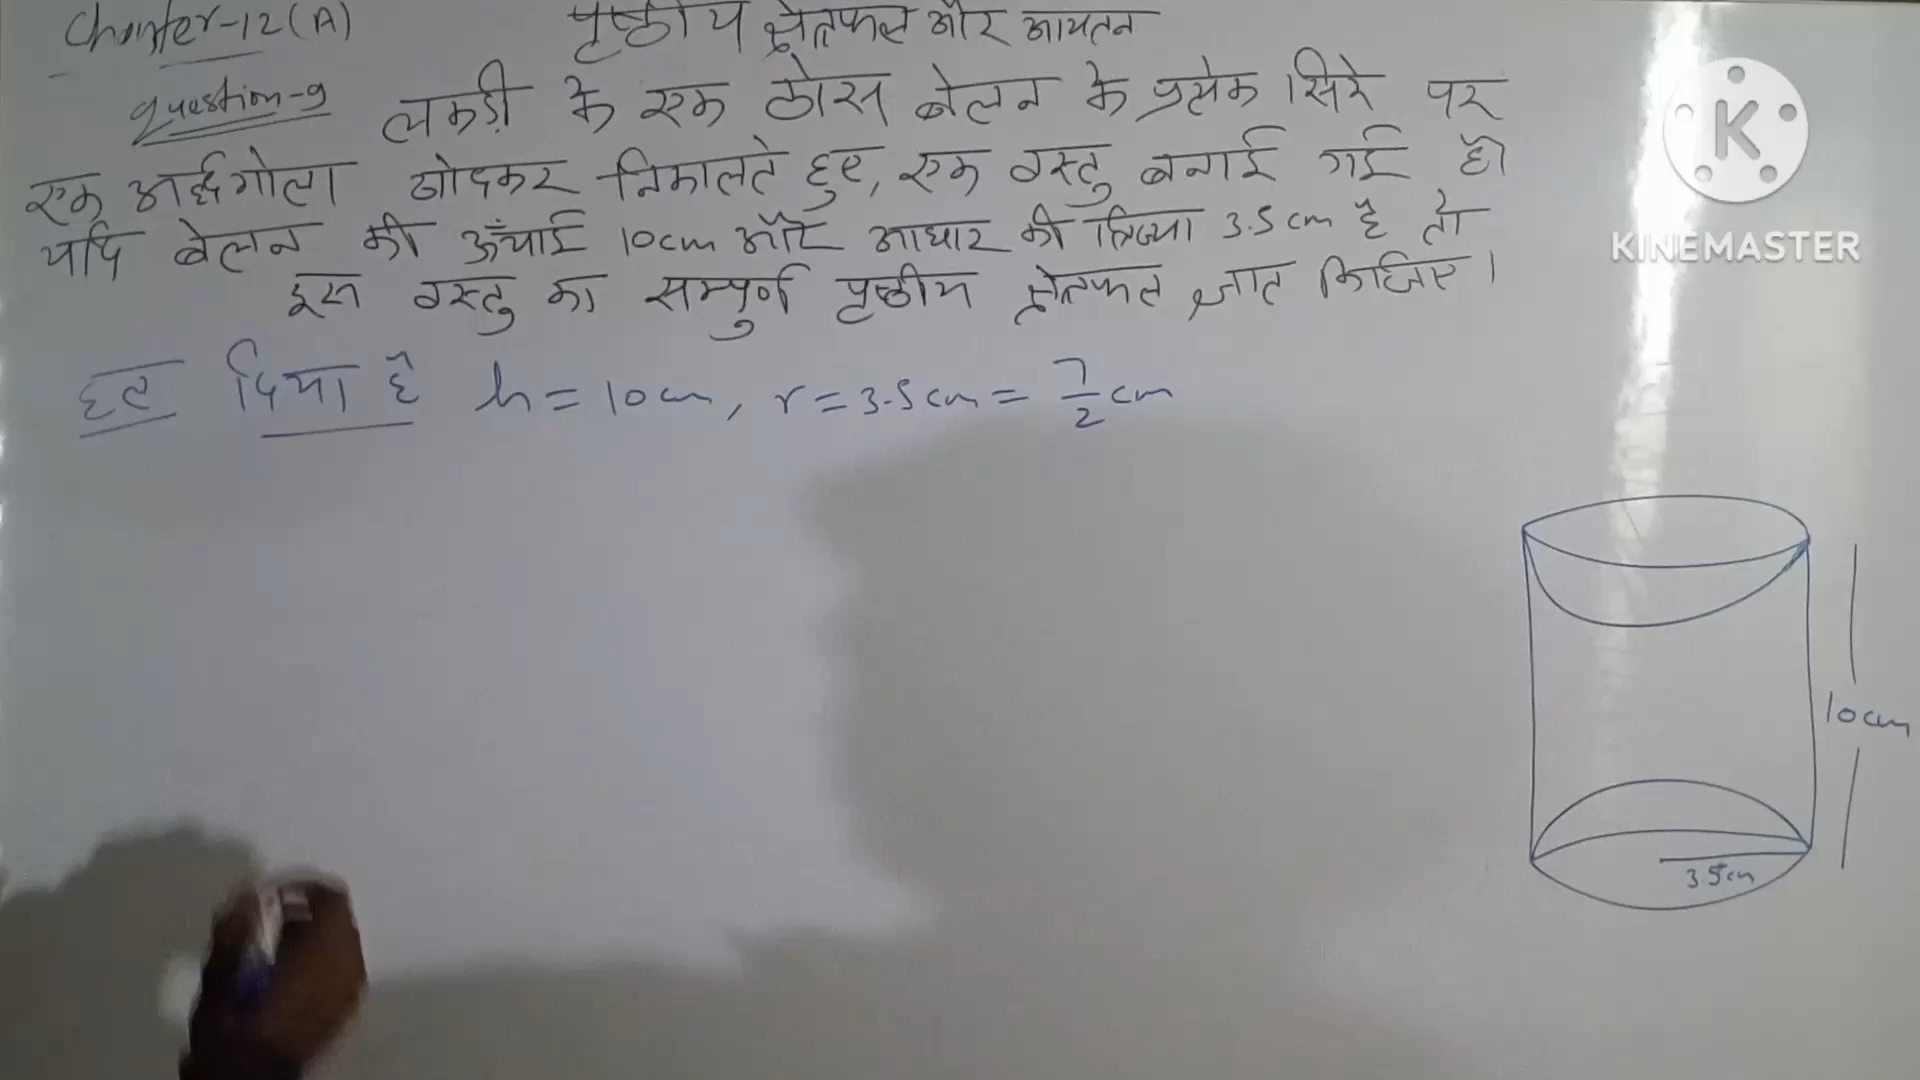 Chapter-12(A) पृष्ठीय क्षेत्रफल और आयतन
question-9 लकड़ी के एक ठोस बेलन के प्रत्येक सिरे पर
एक अर्द्धगोला खोदकर निकालते हुए, एक वस्तु बनाई गई है।
यदि बेलन की ऊँचाई 10cm और आधार की त्रिज्या 3.5cm है तो
इस वस्तु का सम्पुर्ण पृष्ठीय क्षेत्रफल ज्ञात किजिए।
हल दिया है h = 10cm, r = 3.5cm = 7/2 cm
10cm
3.5cm
K
KINEMASTER